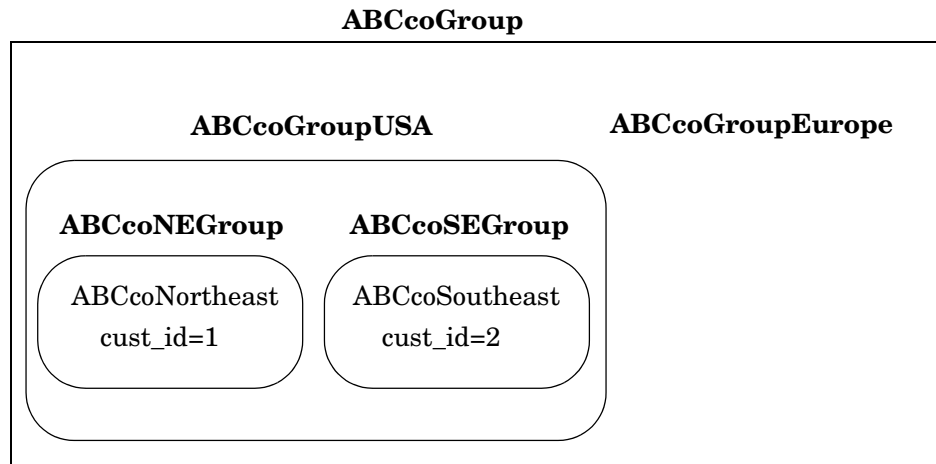 ABCcoGroup
ABCcoGroupUSA
ABCcoGroupEurope
ABCcoNEGroup
ABCcoSEGroup
ABCcoNortheast
cust_id=1
ABCcoSoutheast
cust_id=2